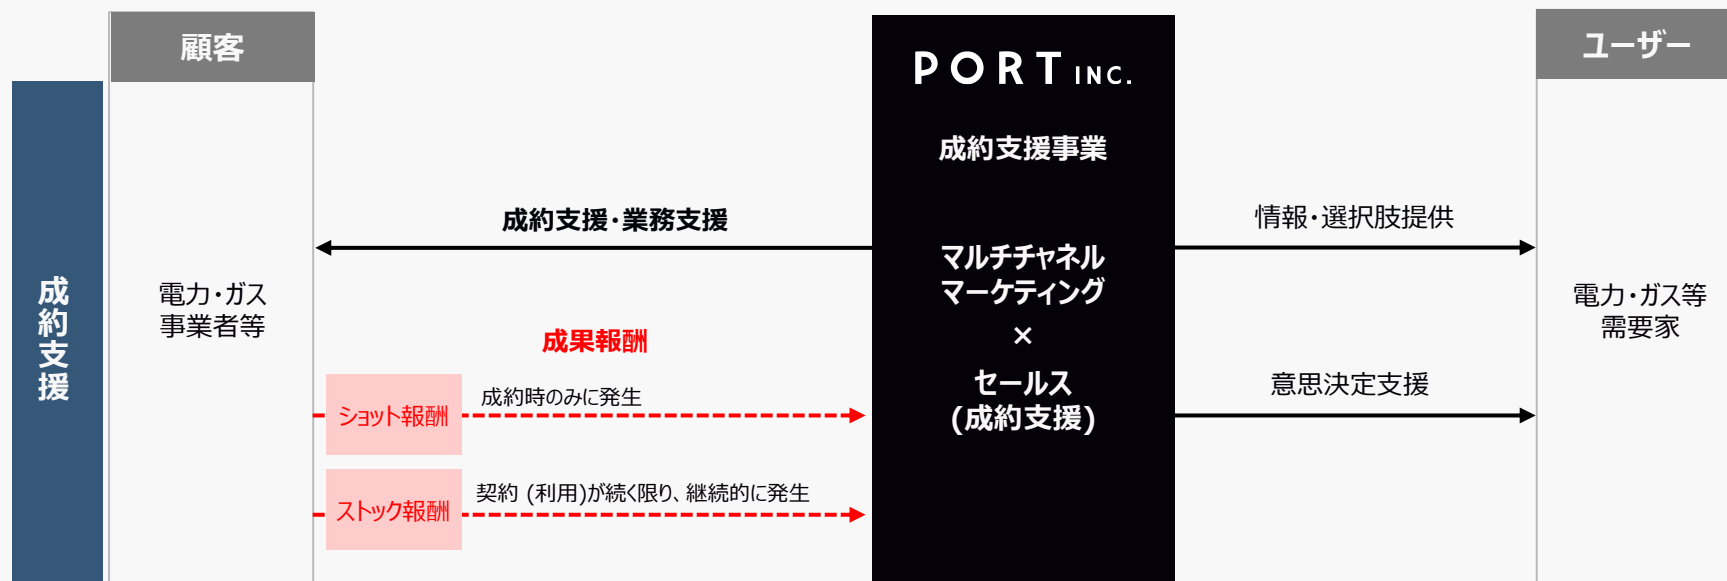 顧客
PORT INC.
ユーザー
成約支援事業
成約支援・業務支援
情報・選択肢提供
マルチチャネル
マーケティング
×
セールス
(成約支援)
成約支援
電力・ガス
事業者等
電力・ガス等
需要家
成果報酬
ショット報酬
成約時のみに発生
意思決定支援
ストック報酬
契約 (利用)が続く限り、継続的に発生